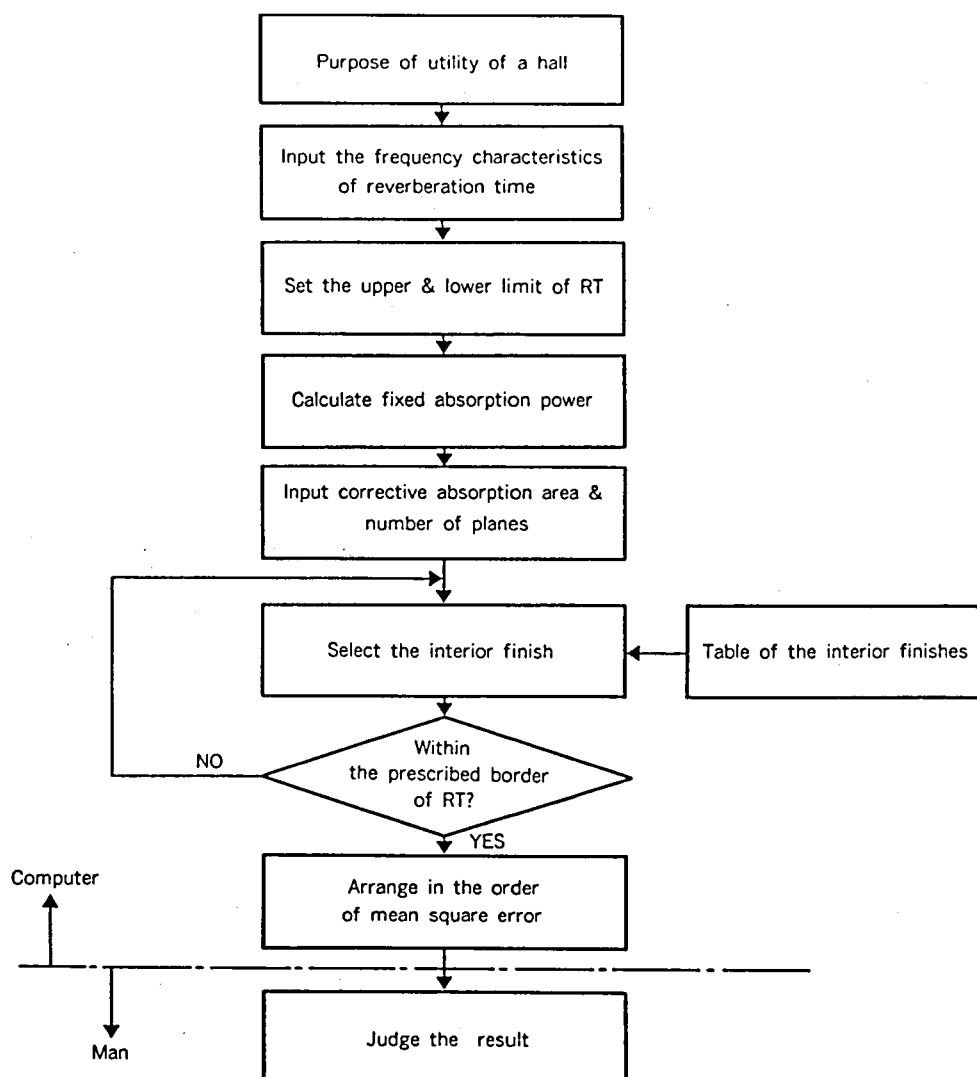 Purpose of utility of a hall
Input the frequency characteristics
of reverberation time
Set the upper & lower limit of RT
Calculate fixed absorption power
Input corrective absorption area &
number of planes
Select the interior finish
Table of the interior finishes
Within
the prescribed border
of RT?
NO
YES
Arrange in the order
of mean square error
Computer
Man
Judge the result